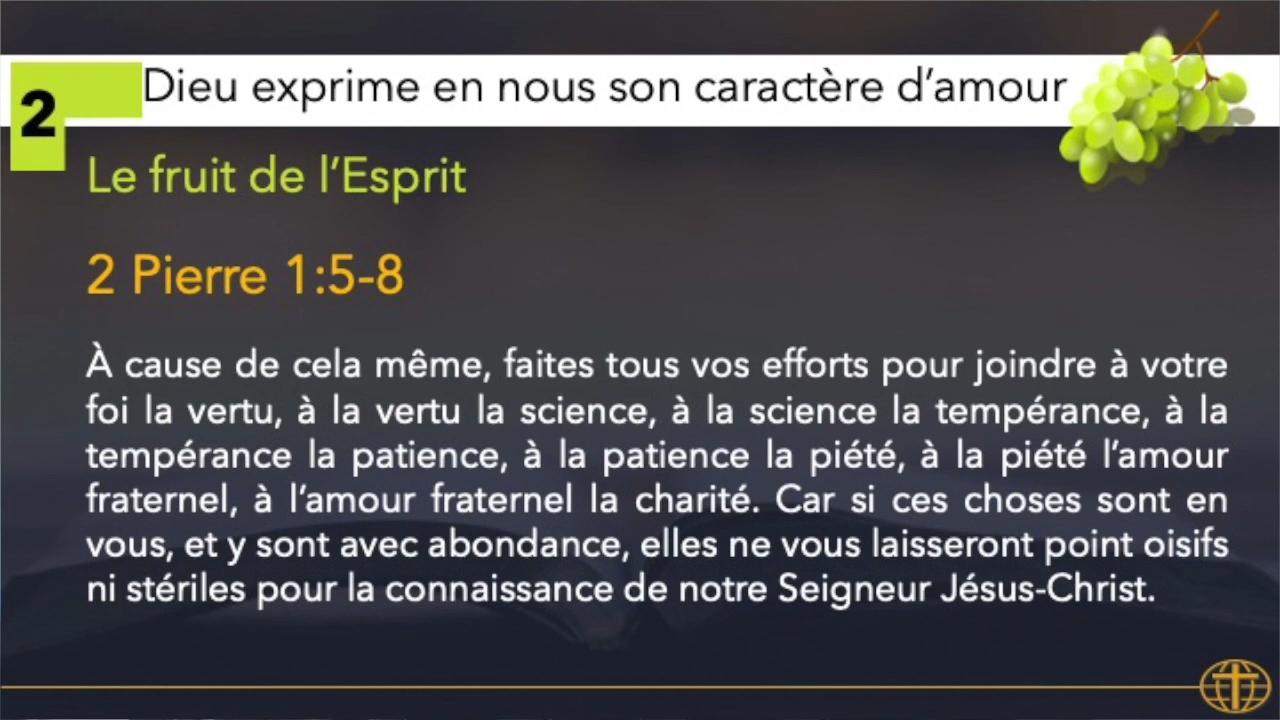 2
Dieu exprime en nous son caractère d’amour
Le fruit de l’Esprit
2 Pierre 1:5-8
À cause de cela même, faites tous vos efforts pour joindre à votre
foi la vertu, à la vertu la science, à la science la tempérance, à la
tempérance la patience, à la patience la piété, à la piété l’amour
fraternel, à l’amour fraternel la charité. Car si ces choses sont en
vous, et y sont avec abondance, elles ne vous laisseront point oisifs
ni stériles pour la connaissance de notre Seigneur Jésus-Christ.